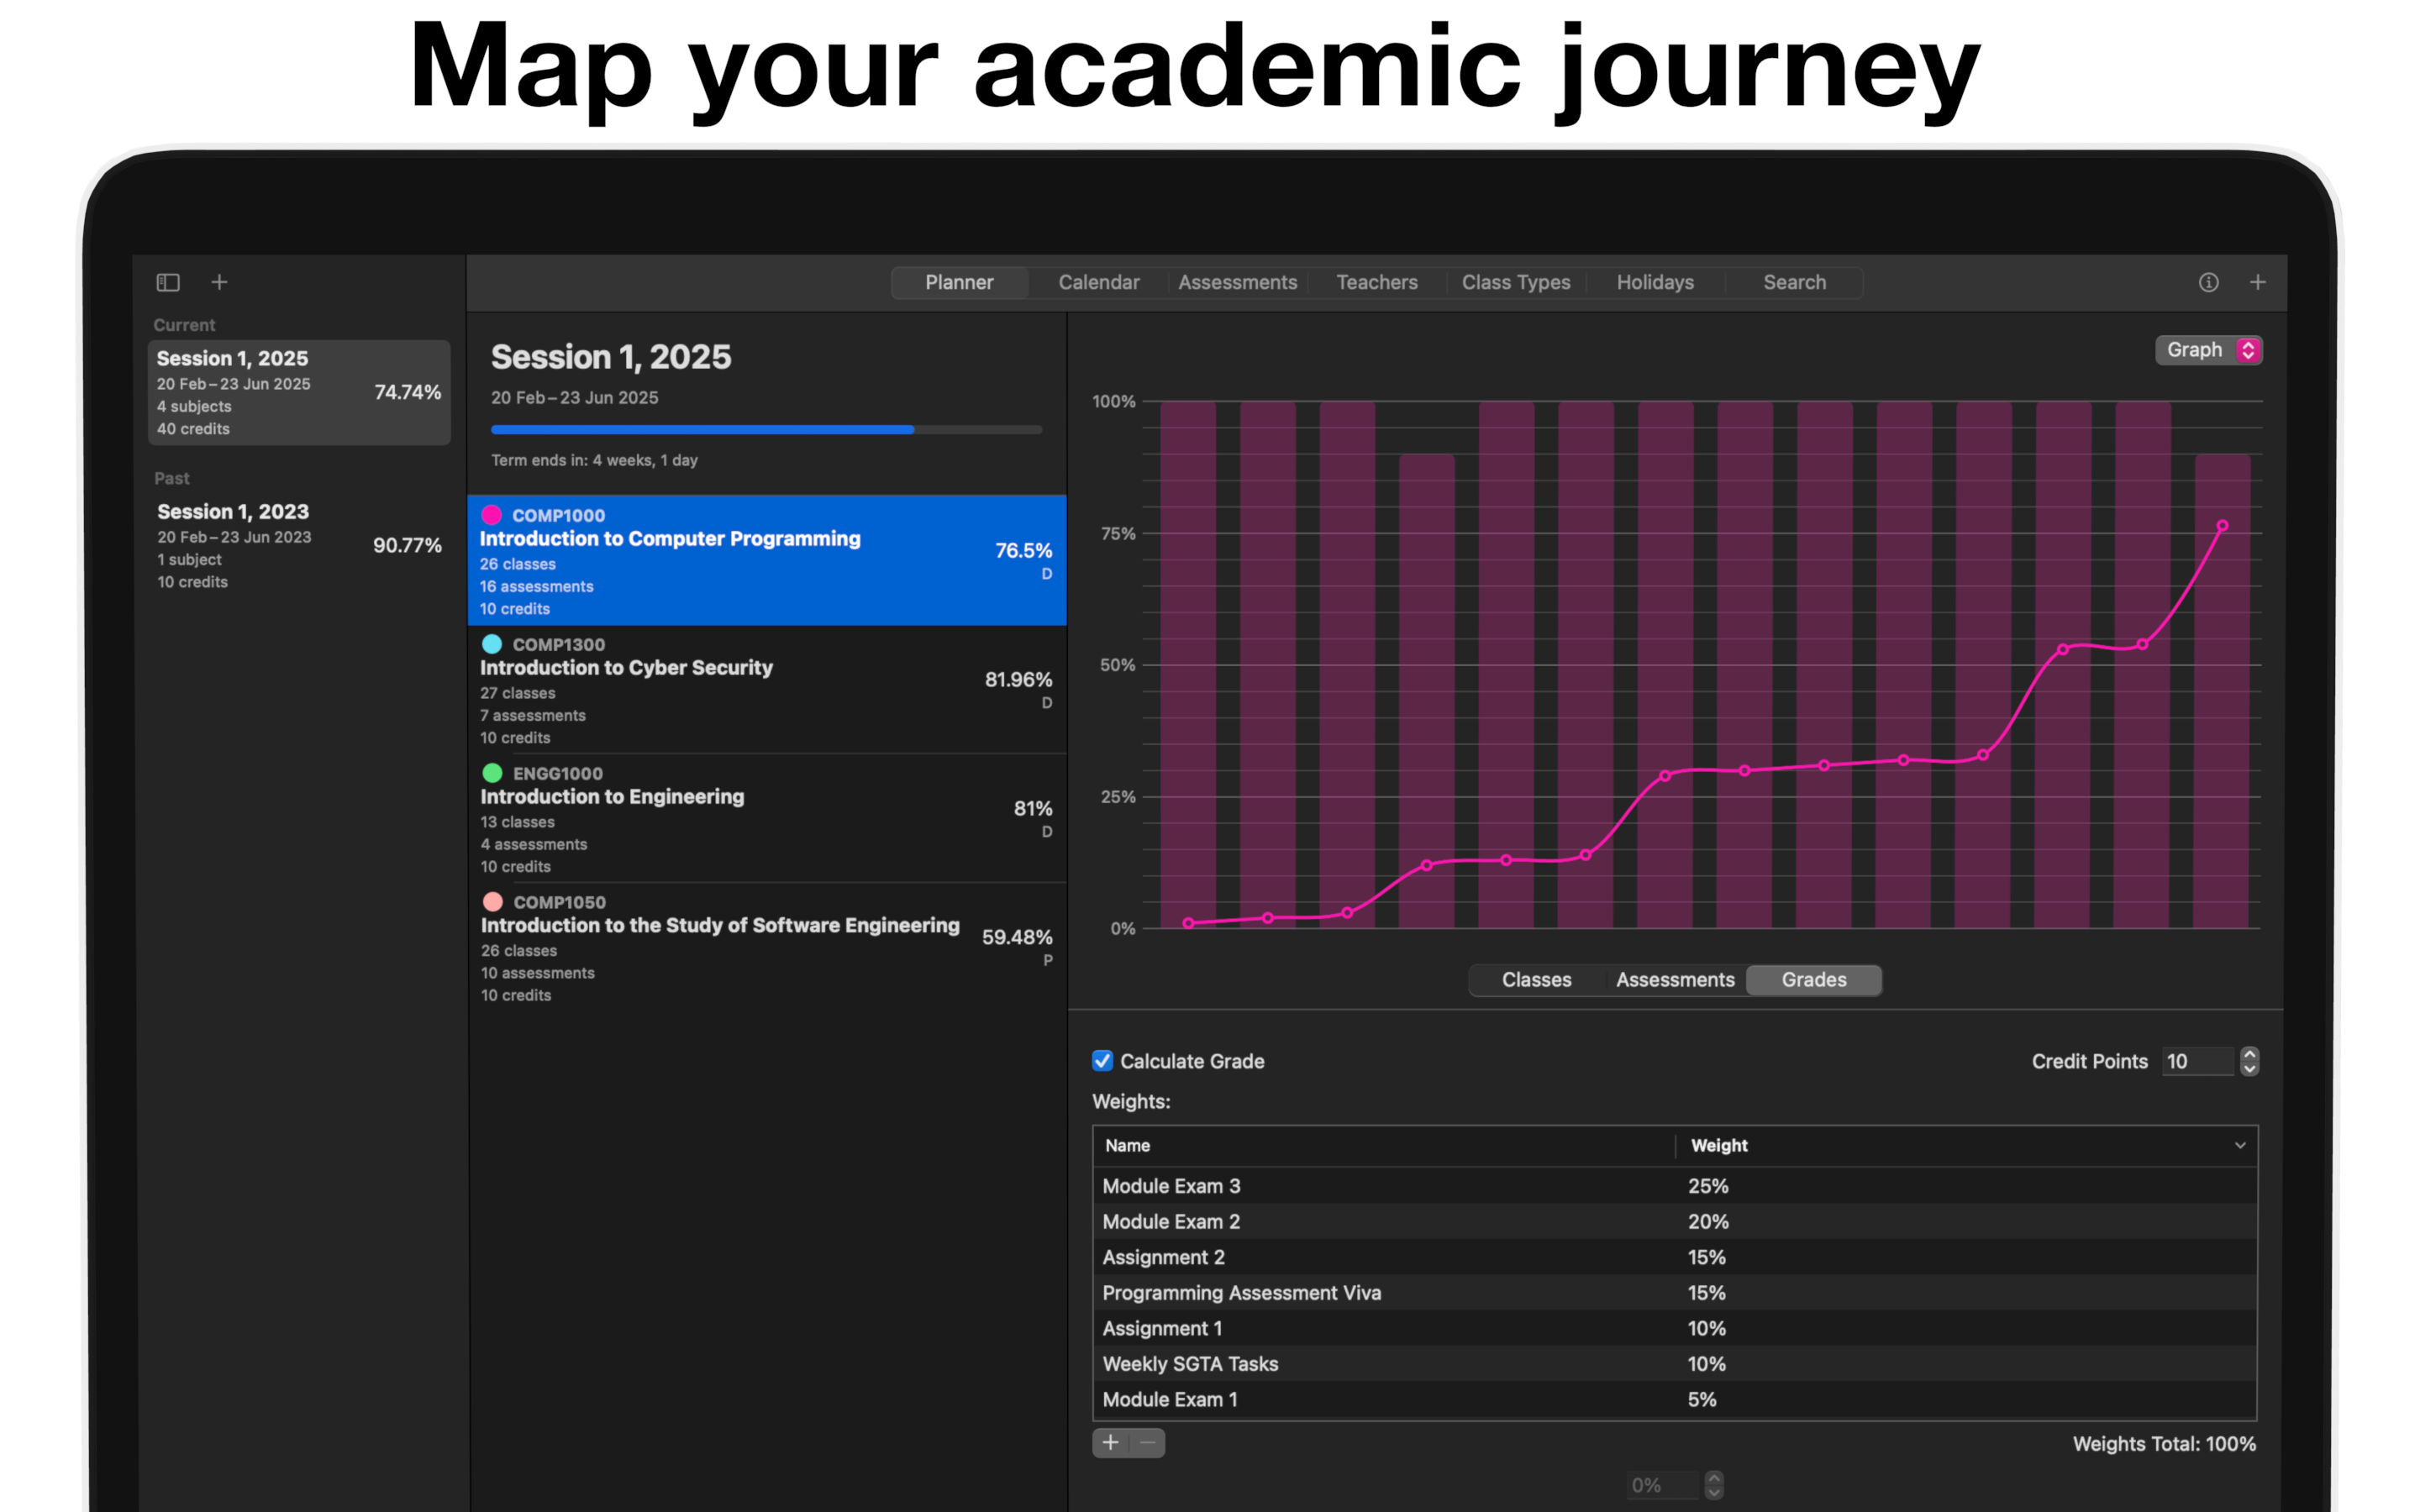 Map your academic journey
Planner
Calendar
Assessments
Teachers
Class Types
Holidays
Search
Current
Session 1, 2025
20 Feb – 23 Jun 2025
4 subjects
40 credits
74.74%
Past
Session 1, 2023
20 Feb – 23 Jun 2023
1 subject
10 credits
90.77%
Session 1, 2025
20 Feb – 23 Jun 2025
Term ends in: 4 weeks, 1 day
COMP1000
Introduction to Computer Programming
26 classes
16 assessments
10 credits
76.5%
D
COMP1300
Introduction to Cyber Security
27 classes
7 assessments
10 credits
81.96%
D
ENGG1000
Introduction to Engineering
13 classes
4 assessments
10 credits
81%
D
COMP1050
Introduction to the Study of Software Engineering
26 classes
10 assessments
10 credits
59.48%
P
Graph
100%
75%
50%
25%
0%
Classes
Assessments
Grades
Calculate Grade
Credit Points 10
Weights:
Name Weight
Module Exam 3 25%
Module Exam 2 20%
Assignment 2 15%
Programming Assessment Viva 15%
Assignment 1 10%
Weekly SGTA Tasks 10%
Module Exam 1 5%
Weights Total: 100%
0%